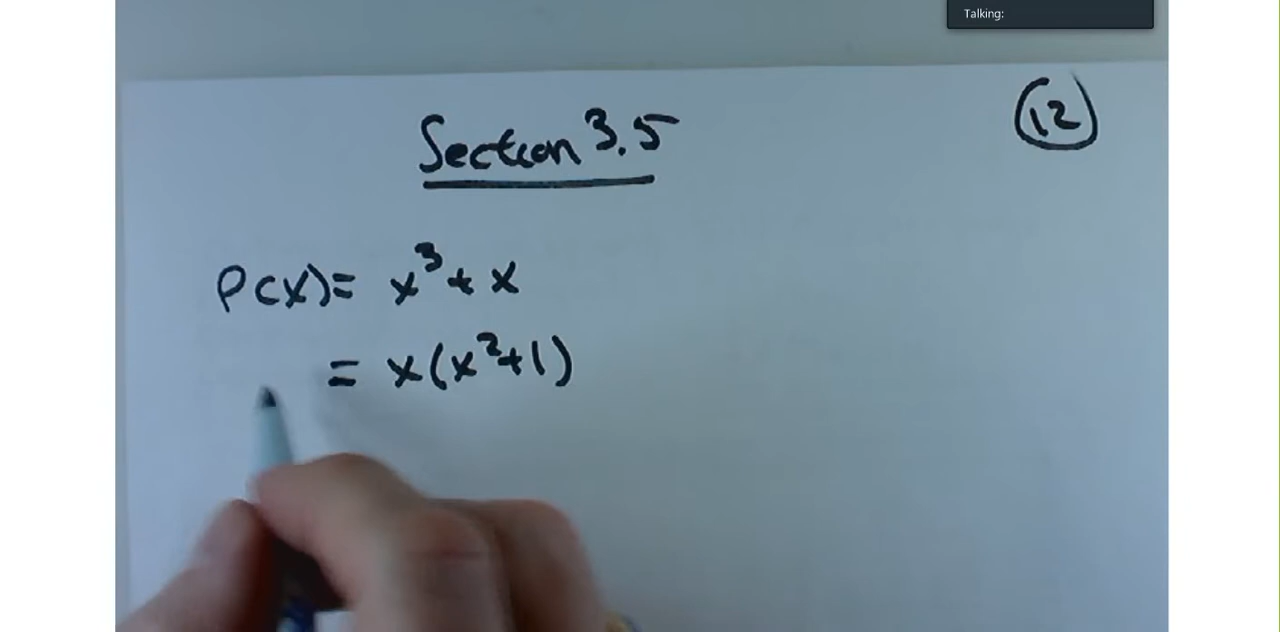 Talking:
Section 3.5
12
P(x) = x³ + x
= x(x²+1)